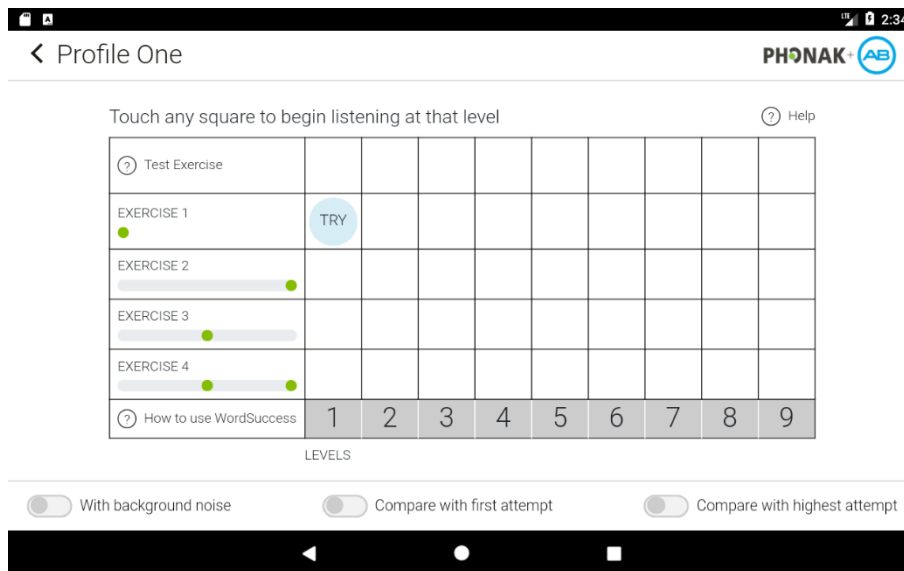 LTE 2:34
Profile One
PHONAK + AB
Touch any square to begin listening at that level
? Help
? Test Exercise
EXERCISE 1
TRY
EXERCISE 2
EXERCISE 3
EXERCISE 4
? How to use WordSuccess 1 2 3 4 5 6 7 8 9
LEVELS
With background noise Compare with first attempt Compare with highest attempt